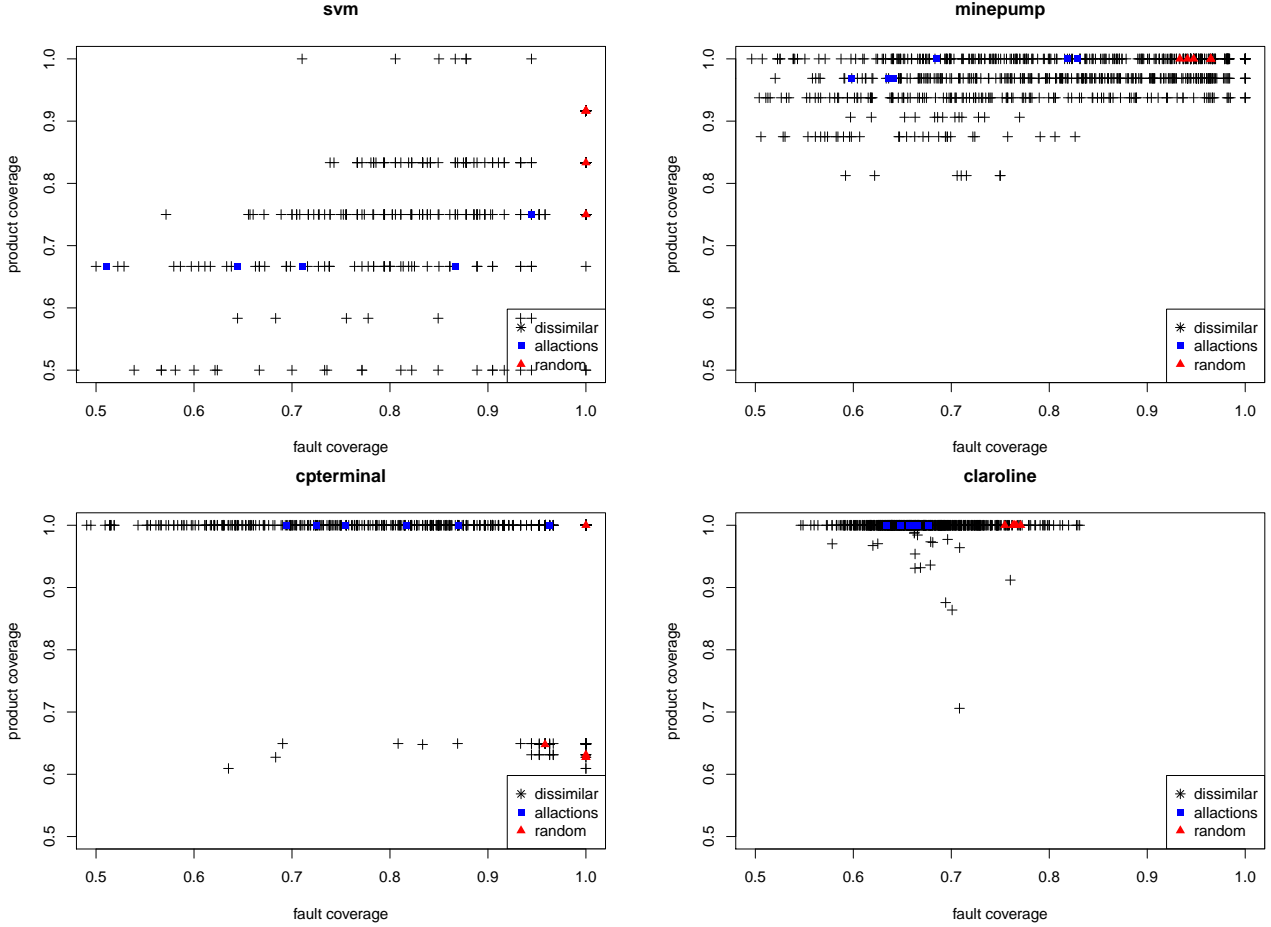 svm
minepump
product coverage
1.0
0.9
0.8
0.7
0.6
0.5
dissimilar
allactions
random
0.5 0.6 0.7 0.8 0.9 1.0
fault coverage
product coverage
1.0
0.9
0.8
0.7
0.6
0.5
dissimilar
allactions
random
0.5 0.6 0.7 0.8 0.9 1.0
fault coverage
cpterminal
claroline
product coverage
1.0
0.9
0.8
0.7
0.6
0.5
dissimilar
allactions
random
0.5 0.6 0.7 0.8 0.9 1.0
fault coverage
product coverage
1.0
0.9
0.8
0.7
0.6
0.5
dissimilar
allactions
random
0.5 0.6 0.7 0.8 0.9 1.0
fault coverage